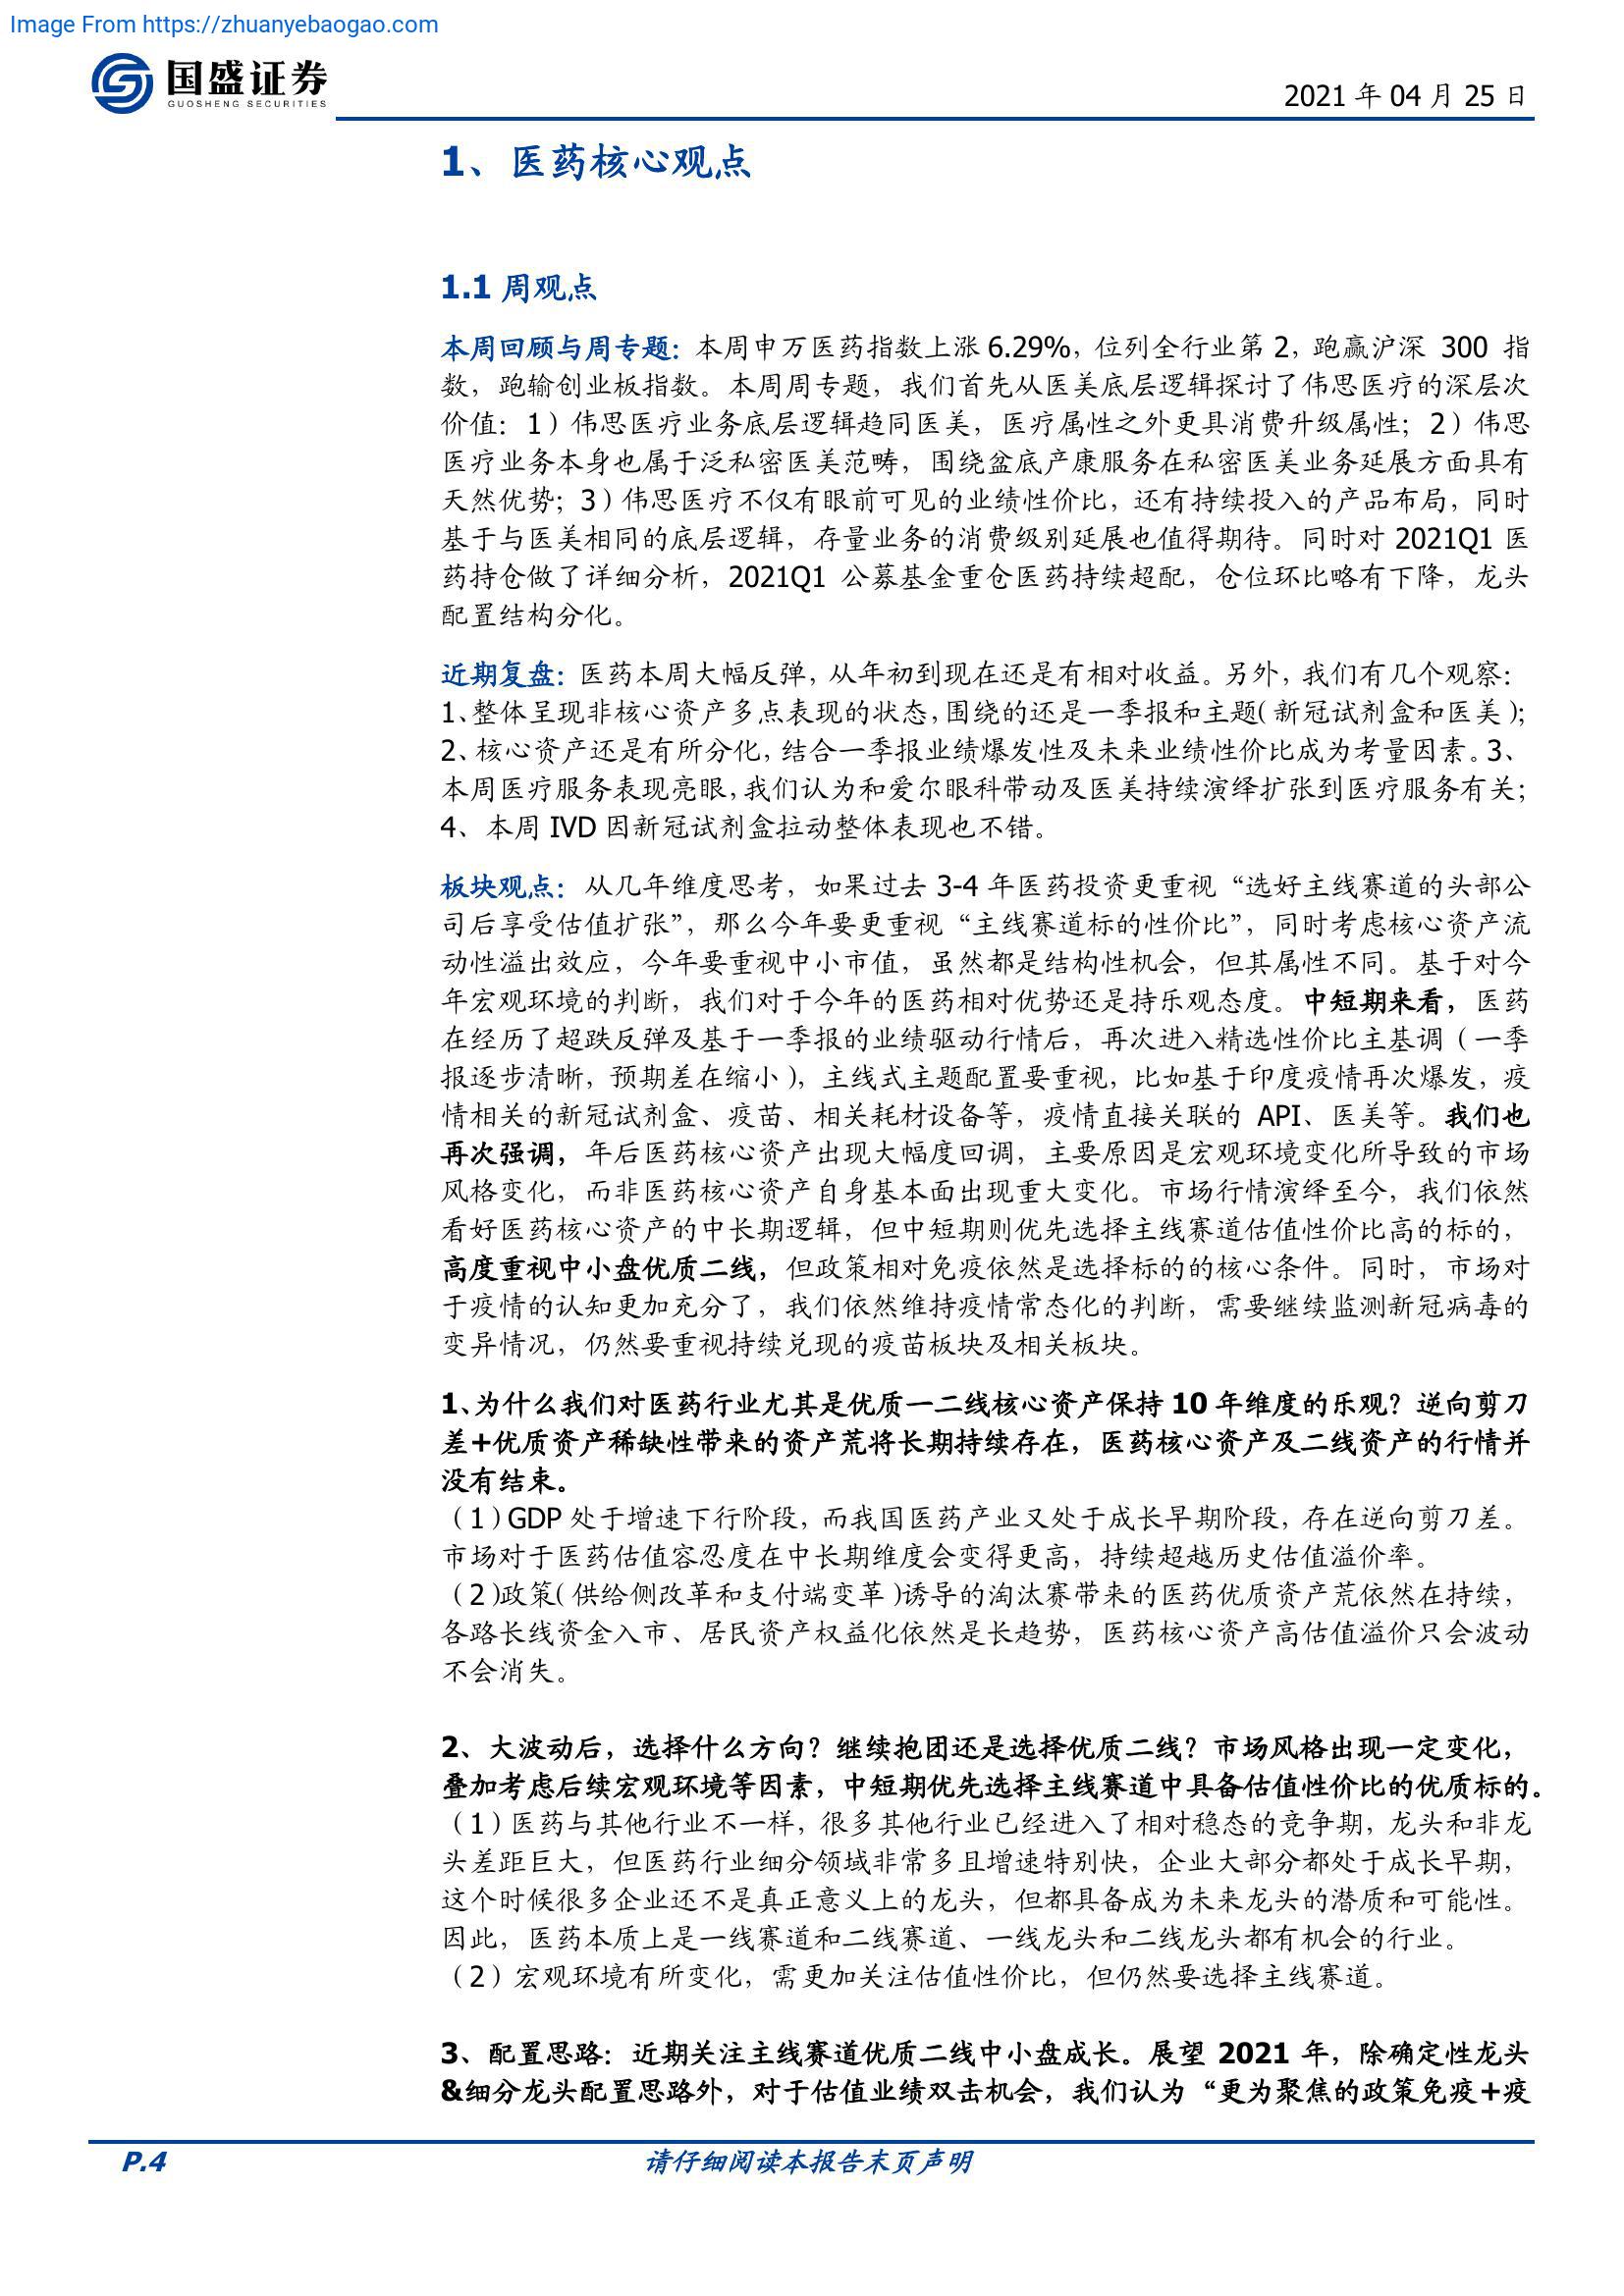 Image From https://zhuanyebaogao.com
国盛证券
GUOSHENG SECURITIES
2021 年 04 月 25 日
1、医药核心观点
1.1 周观点
本周回顾与周专题：本周申万医药指数上涨 6.29%，位列全行业第 2，跑赢沪深 300 指
数，跑输创业板指数。本周周专题，我们首先从医美底层逻辑探讨了伟思医疗的深层次
价值：1）伟思医疗业务底层逻辑趋同医美，医疗属性之外更具消费升级属性；2）伟思
医疗业务本身也属于泛私密医美范畴，围绕盆底产康服务在私密医美业务延展方面具有
天然优势；3）伟思医疗不仅有眼前可见的业绩性价比，还有持续投入的产品布局，同时
基于与医美相同的底层逻辑，存量业务的消费级别延展也值得期待。同时对 2021Q1 医
药持仓做了详细分析，2021Q1 公募基金重仓医药持续超配，仓位环比略有下降，龙头
配置结构分化。
近期复盘：医药本周大幅反弹，从年初到现在还是有相对收益。另外，我们有几个观察：
1、整体呈现非核心资产多点表现的状态，围绕的还是一季报和主题（新冠试剂盒和医美）；
2、核心资产还是有所分化，结合一季报业绩爆发性及未来业绩性价比成为考量因素。3、
本周医疗服务表现亮眼，我们认为和爱尔眼科带动及医美持续演绎扩张到医疗服务有关；
4、本周 IVD 因新冠试剂盒拉动整体表现也不错。
板块观点：从几年维度思考，如果过去 3-4 年医药投资更重视“选好主线赛道的头部公
司后享受估值扩张”，那么今年要更重视“主线赛道标的性价比”，同时考虑核心资产流
动性溢出效应，今年要重视中小市值，虽然都是结构性机会，但其属性不同。基于对今
年宏观环境的判断，我们对于今年的医药相对优势还是持乐观态度。中短期来看，医药
在经历了超跌反弹及基于一季报的业绩驱动行情后，再次进入精选性价比主基调（一季
报逐步清晰，预期差在缩小），主线式主题配置要重视，比如基于印度疫情再次爆发，疫
情相关的新冠试剂盒、疫苗、相关耗材设备等，疫情直接关联的 API、医美等。我们也
再次强调，年后医药核心资产出现大幅度回调，主要原因是宏观环境变化所导致的市场
风格变化，而非医药核心资产自身基本面出现重大变化。市场行情演绎至今，我们依然
看好医药核心资产的中长期逻辑，但中短期则优先选择主线赛道估值性价比高的标的，
高度重视中小盘优质二线，但政策相对免疫依然是选择标的的核心条件。同时，市场对
于疫情的认知更加充分了，我们依然维持疫情常态化的判断，需要继续监测新冠病毒的
变异情况，仍然要重视持续兑现的疫苗板块及相关板块。
1、为什么我们对医药行业尤其是优质一二线核心资产保持 10 年维度的乐观？逆向剪刀
差+优质资产稀缺性带来的资产荒将长期持续存在，医药核心资产及二线资产的行情并
没有结束。
（1）GDP 处于增速下行阶段，而我国医药产业又处于成长早期阶段，存在逆向剪刀差。
市场对于医药估值容忍度在中长期维度会变得更高，持续超越历史估值溢价率。
（2）政策（供给侧改革和支付端变革）诱导的淘汰赛带来的医药优质资产荒依然在持续，
各路长线资金入市、居民资产权益化依然是长趋势，医药核心资产高估值溢价只会波动
不会消失。
2、大波动后，选择什么方向？继续抱团还是选择优质二线？市场风格出现一定变化，
叠加考虑后续宏观环境等因素，中短期优先选择主线赛道中具备估值性价比的优质标的。
（1）医药与其他行业不一样，很多其他行业已经进入了相对稳态的竞争期，龙头和非龙
头差距巨大，但医药行业细分领域非常多且增速特别快，企业大部分都处于成长早期，
这个时候很多企业还不是真正意义上的龙头，但都具备成为未来龙头的潜质和可能性。
因此，医药本质上是一线赛道和二线赛道、一线龙头和二线龙头都有机会的行业。
（2）宏观环境有所变化，需更加关注估值性价比，但仍然要选择主线赛道。
3、配置思路：近期关注主线赛道优质二线中小盘成长。展望 2021 年，除确定性龙头
&细分龙头配置思路外，对于估值业绩双击机会，我们认为“更为聚焦的政策免疫+疫
P.4
请仔细阅读本报告末页声明